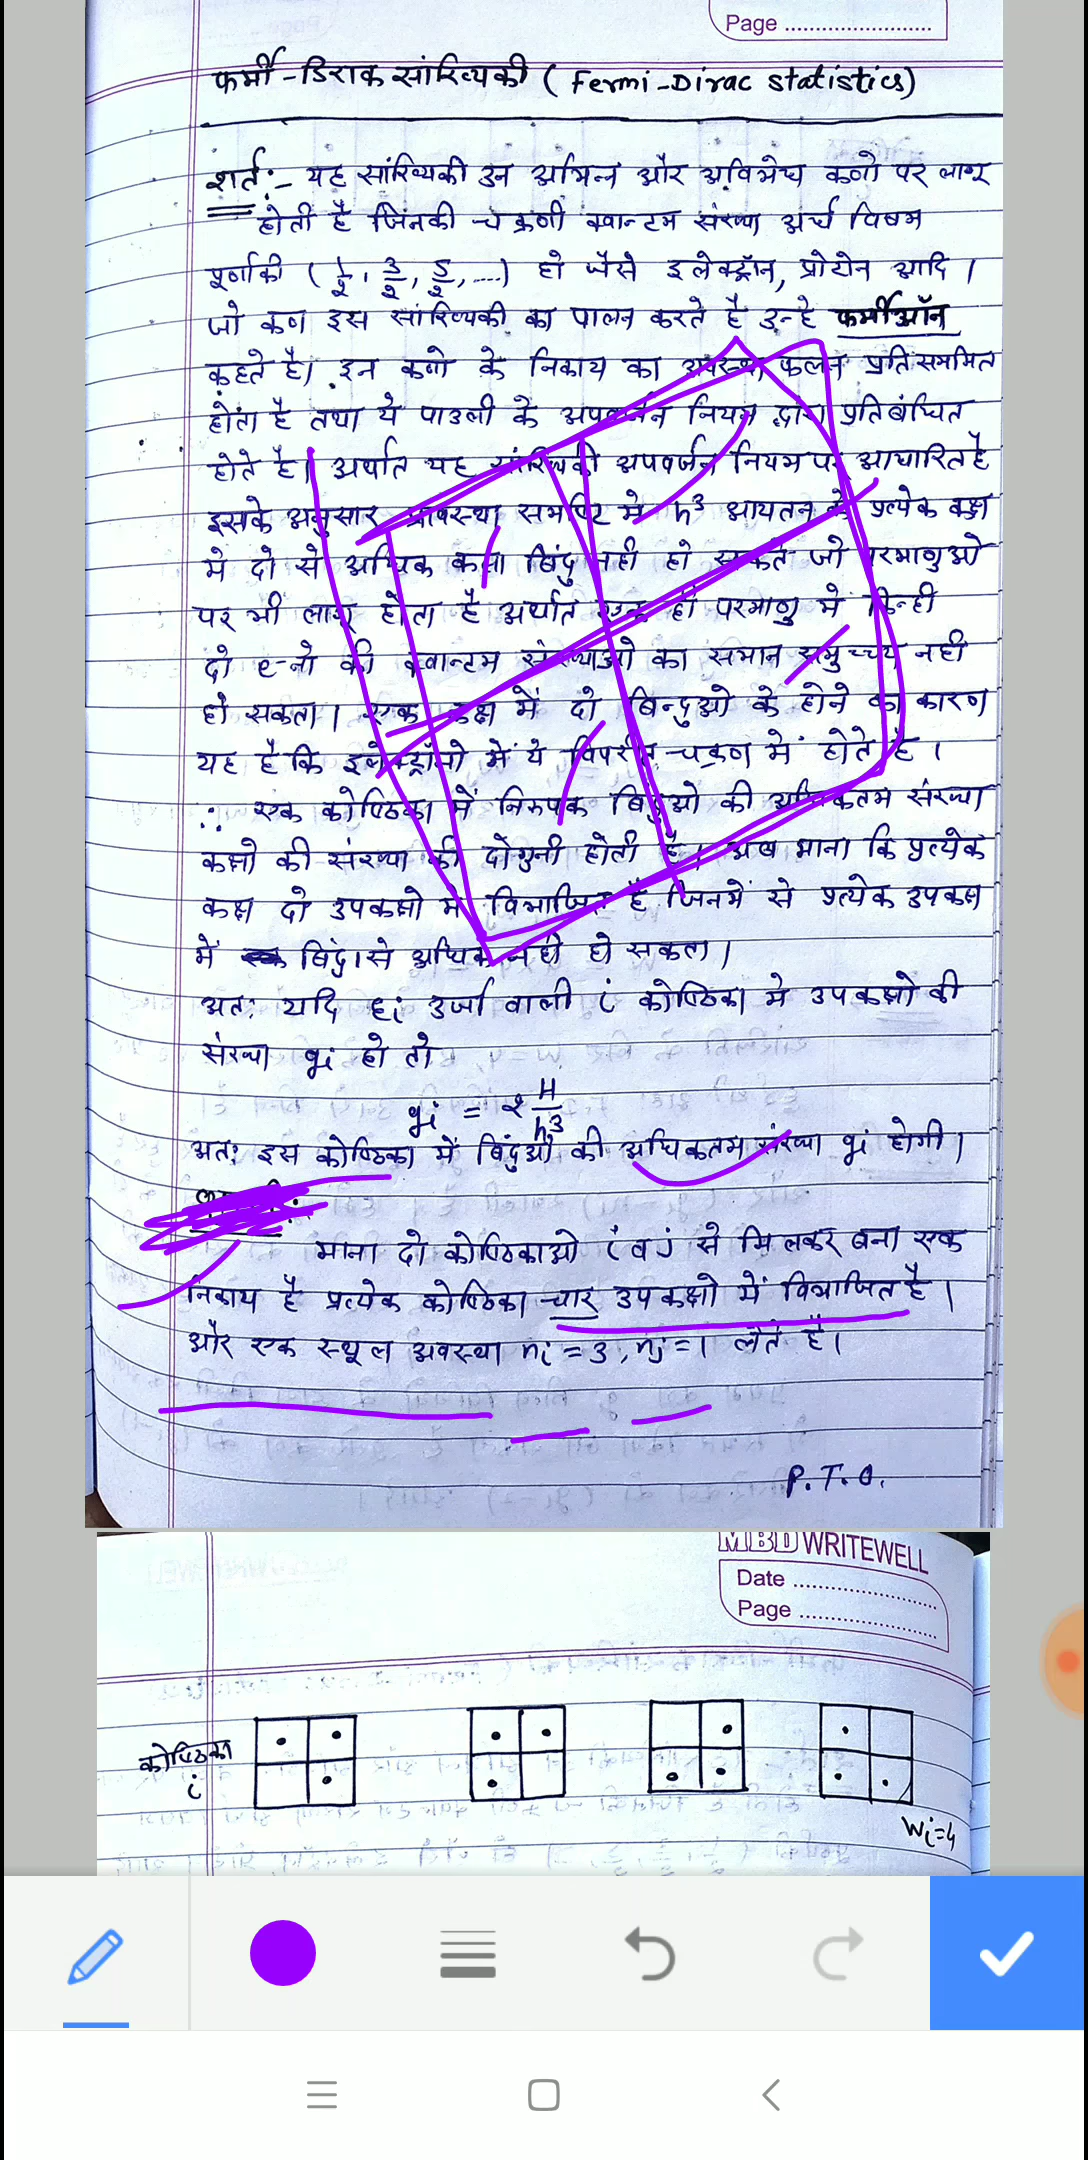 Page
फर्मी-डिराक सांख्यिकी ( Fermi-Dirac statistics)
शर्त:- यह सांख्यिकी उन अभिन्न और अविभेद्य कणो पर लागू
होती है जिनकी चक्रणी क्वान्टम संख्या अर्ध विषम
पूर्णांकी ( 1/2, 3/2, 5/2, ....) हो जैसे इलेक्ट्रॉन, प्रोटोन आदि ।
जो कण इस सांख्यिकी का पालन करते है उन्हे फर्मीऑन
कहते है। इन कणो के निकाय का अवस्था फलन प्रति सममित
होता है तथा ये पाउली के अपवर्जन नियम द्वारा प्रतिबंधित
होते है। अर्थात यह सांख्यिकी अपवर्जन नियम पर आधारित है
इसके अनुसार प्रावस्था समष्टि मे h³ आयतन के प्रत्येक कक्ष
मे दो से अधिक कला बिंदु नही हो सकते जो परमाणुओ
पर भी लागू होता है अर्थात एक ही परमाणु मे किन्ही
दो e-नो की क्वान्टम संख्याओ का समान समुच्चय नही
हो सकता। एक कक्ष में दो बिन्दुओ के होने का कारण
यह है कि इलेक्ट्रॉनो में ये विपरीत चक्रण में होते है ।
∴ एक कोष्ठिका में निरुपक बिंदुओ की अधिकतम संख्या
कक्षो की संख्या की दोगुनी होती है। अब माना कि प्रत्येक
कक्ष दो उपकक्षो मे विभाजित है जिनमें से प्रत्येक उपकक्ष
में बिंदु। से अधिक नही हो सकता।
अतः यदि εi उर्जा वाली i कोष्ठिका मे उपकक्षो की
संख्या gi हो तो
gi = 2 H/h³
अतः इस कोष्ठिका में बिंदुओ की अधिकतम संख्या gi होगी।
माना दो कोष्ठिकाओ i व j से मिलकर बना एक
निकाय है प्रत्येक कोष्ठिका चार उपकक्षो में विभाजित है।
और एक स्थूल अवस्था ni = 3, nj = 1 लेते है।
P.T.O.
MBD WRITEWELL
Date
Page
कोष्ठिका
i
Wi=4